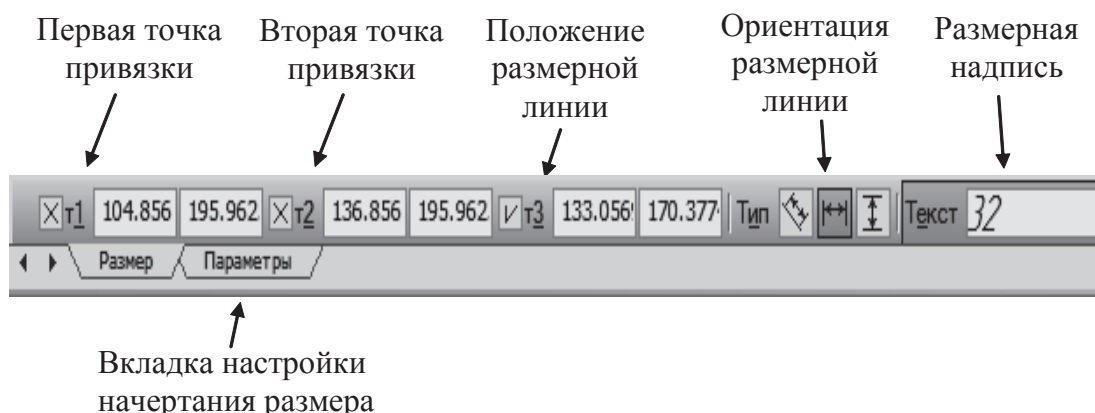 Первая точка
привязки
Вторая точка
привязки
Положение
размерной
линии
Ориентация
размерной
линии
Размерная
надпись
т1 104.856 195.962 т2 136.856 195.962 т3 133.056 170.377 Тип Текст 32
Размер Параметры
Вкладка настройки
начертания размера